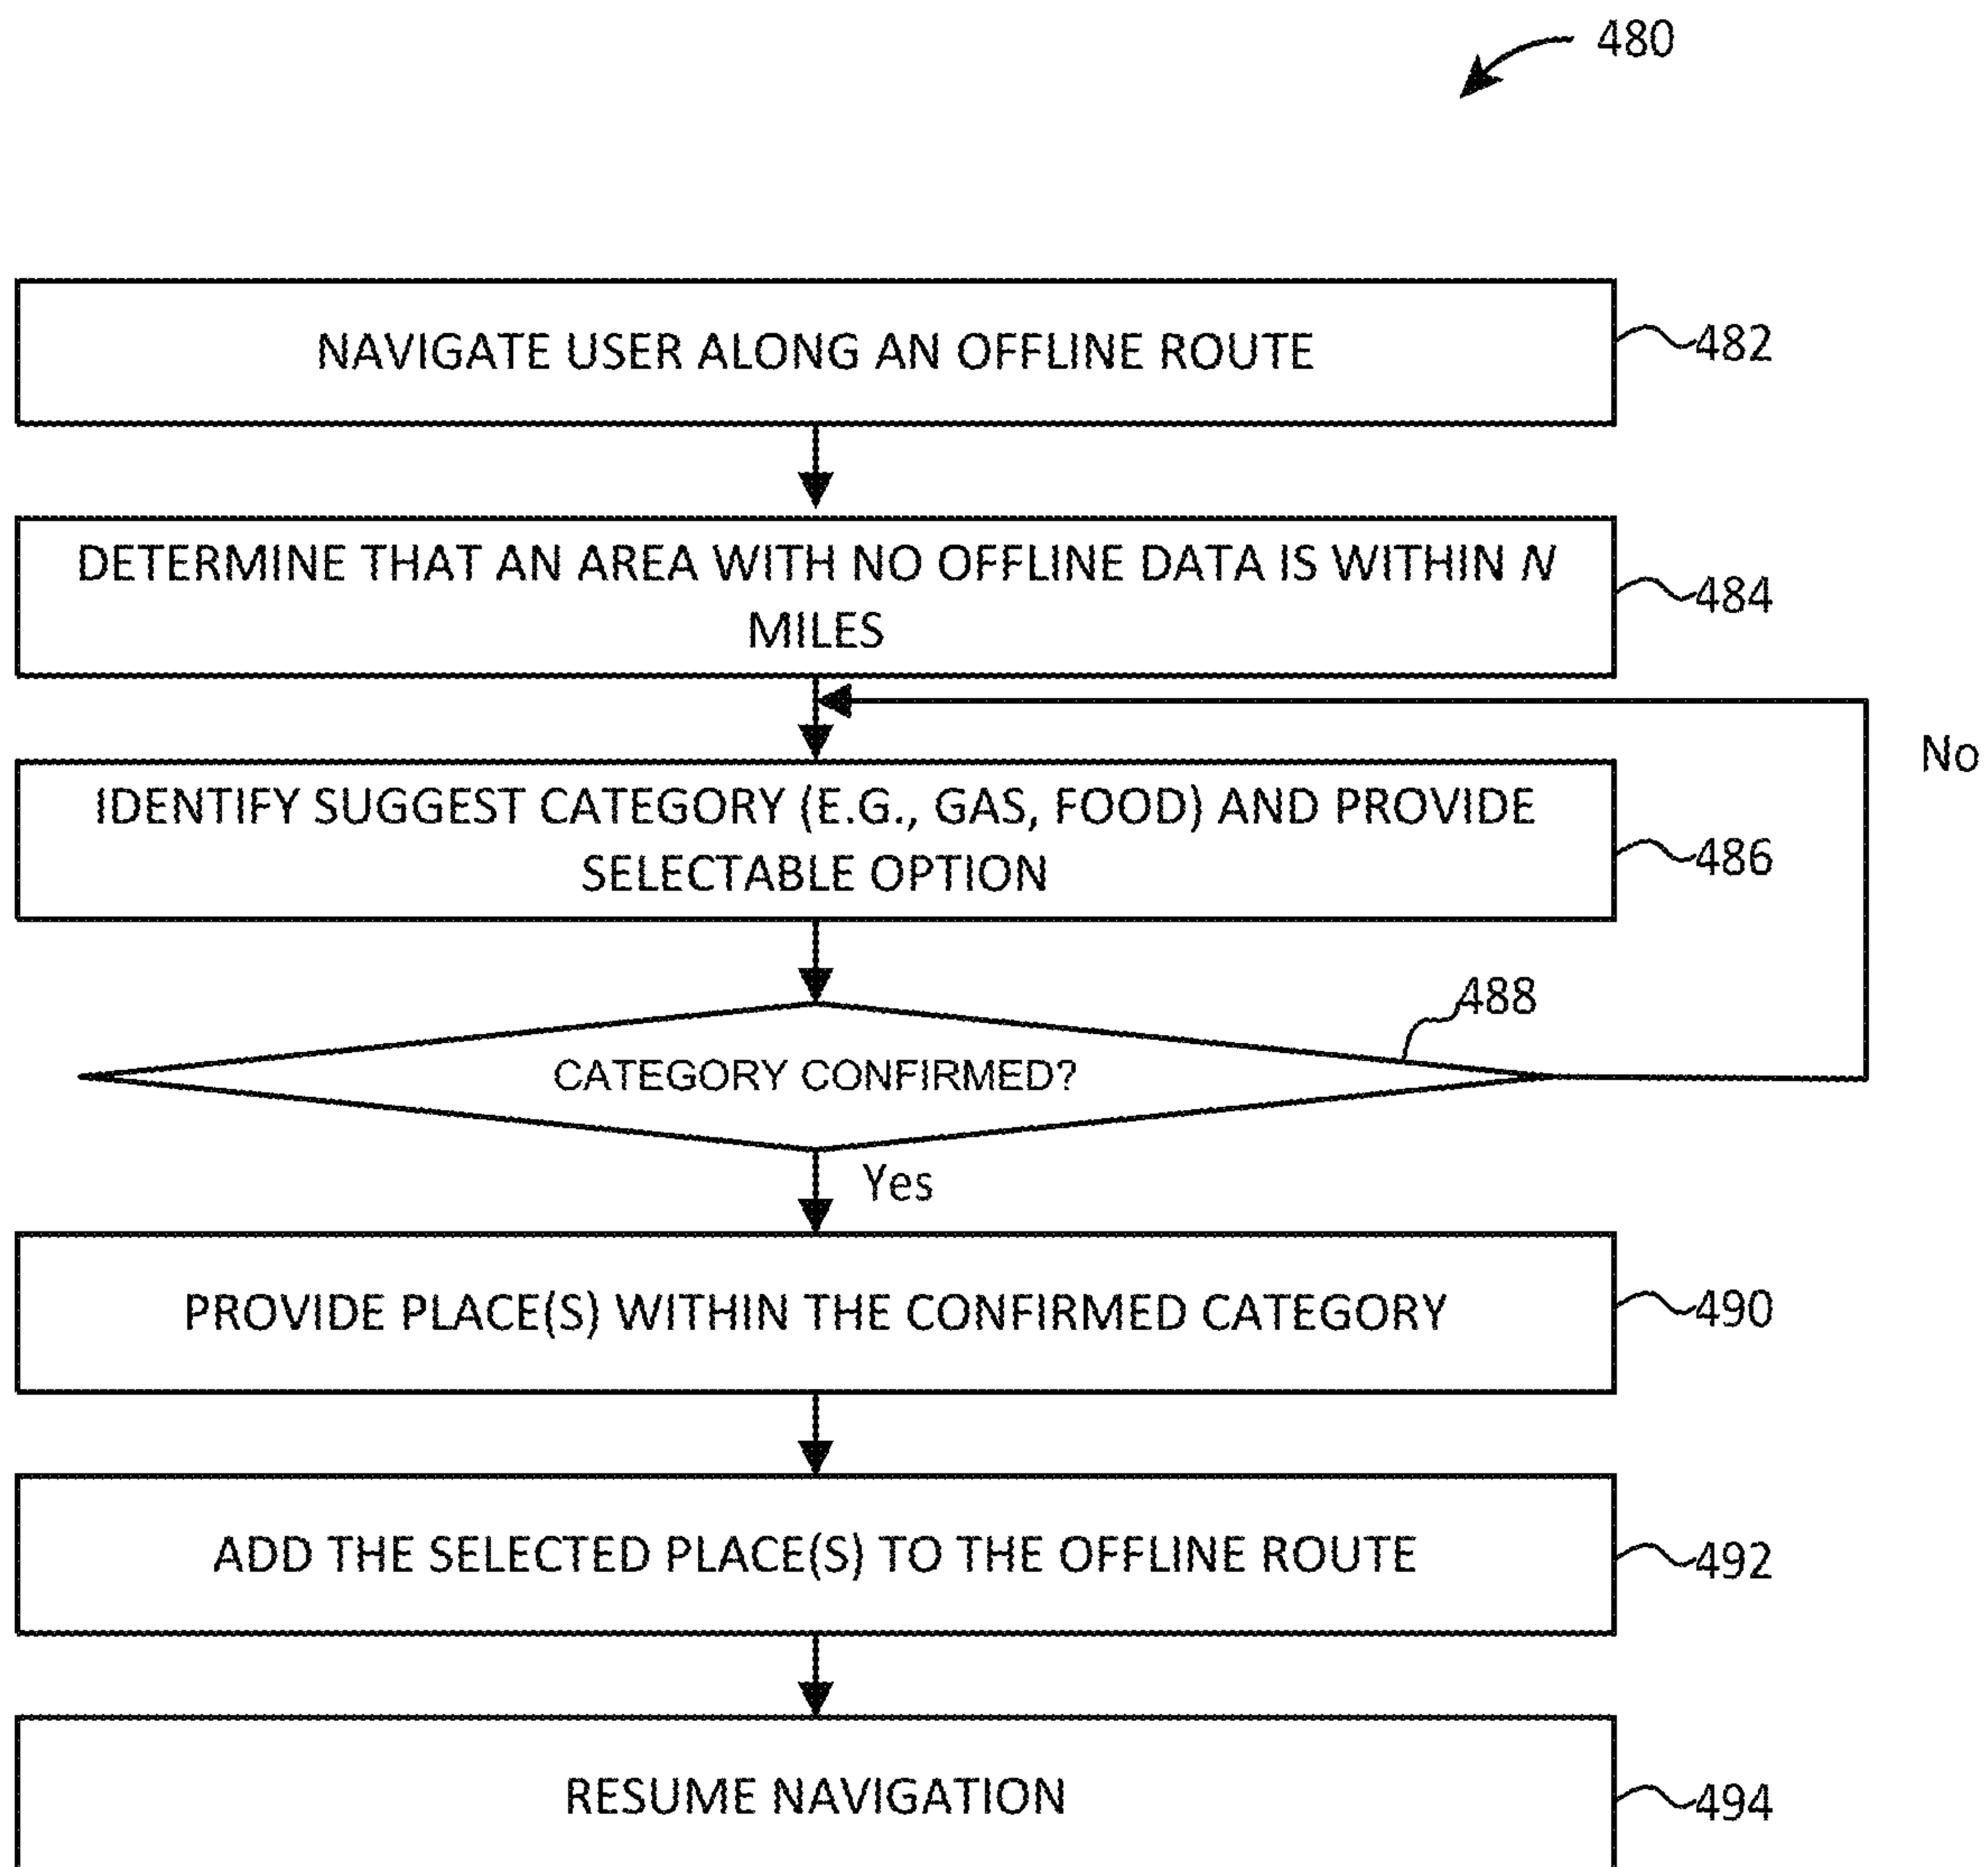 480
NAVIGATE USER ALONG AN OFFLINE ROUTE
482
DETERMINE THAT AN AREA WITH NO OFFLINE DATA IS WITHIN N
MILES
484
No
IDENTIFY SUGGEST CATEGORY (E.G., GAS, FOOD) AND PROVIDE
SELECTABLE OPTION
486
488
CATEGORY CONFIRMED?
Yes
PROVIDE PLACE(S) WITHIN THE CONFIRMED CATEGORY
490
ADD THE SELECTED PLACE(S) TO THE OFFLINE ROUTE
492
RESUME NAVIGATION
494